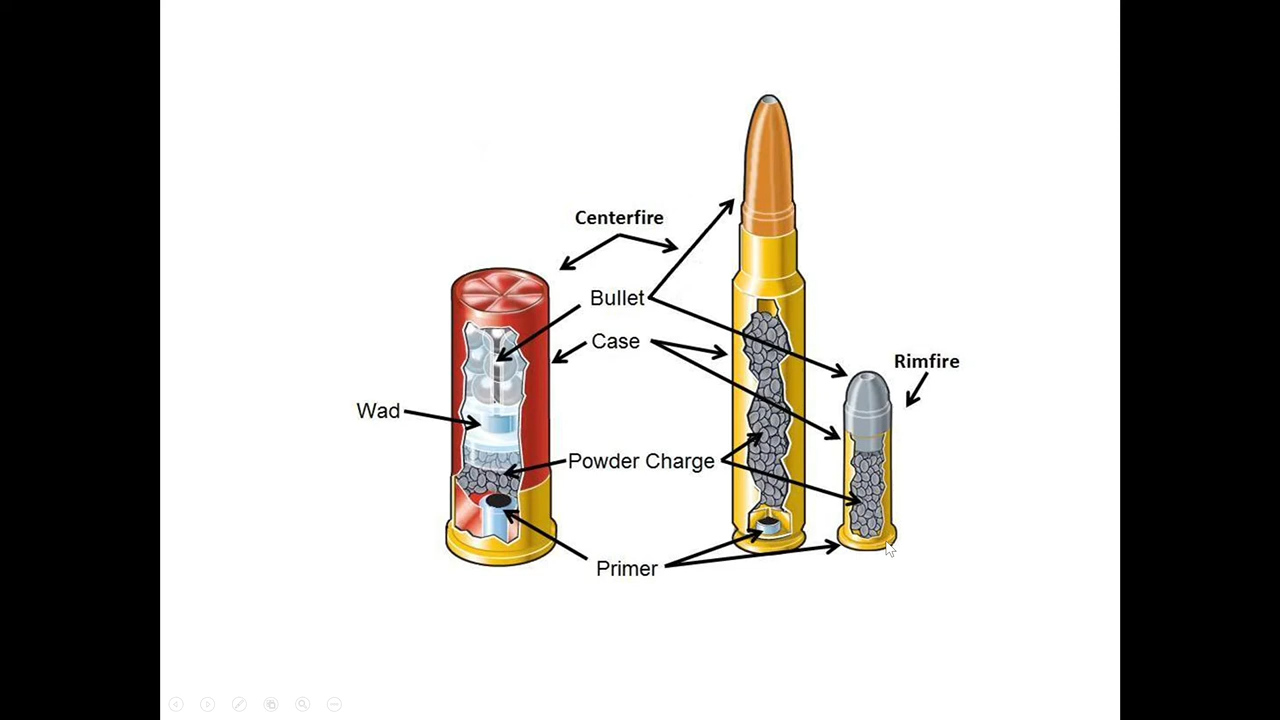 Centerfire
Bullet
Case
Rimfire
Wad
Powder Charge
Primer